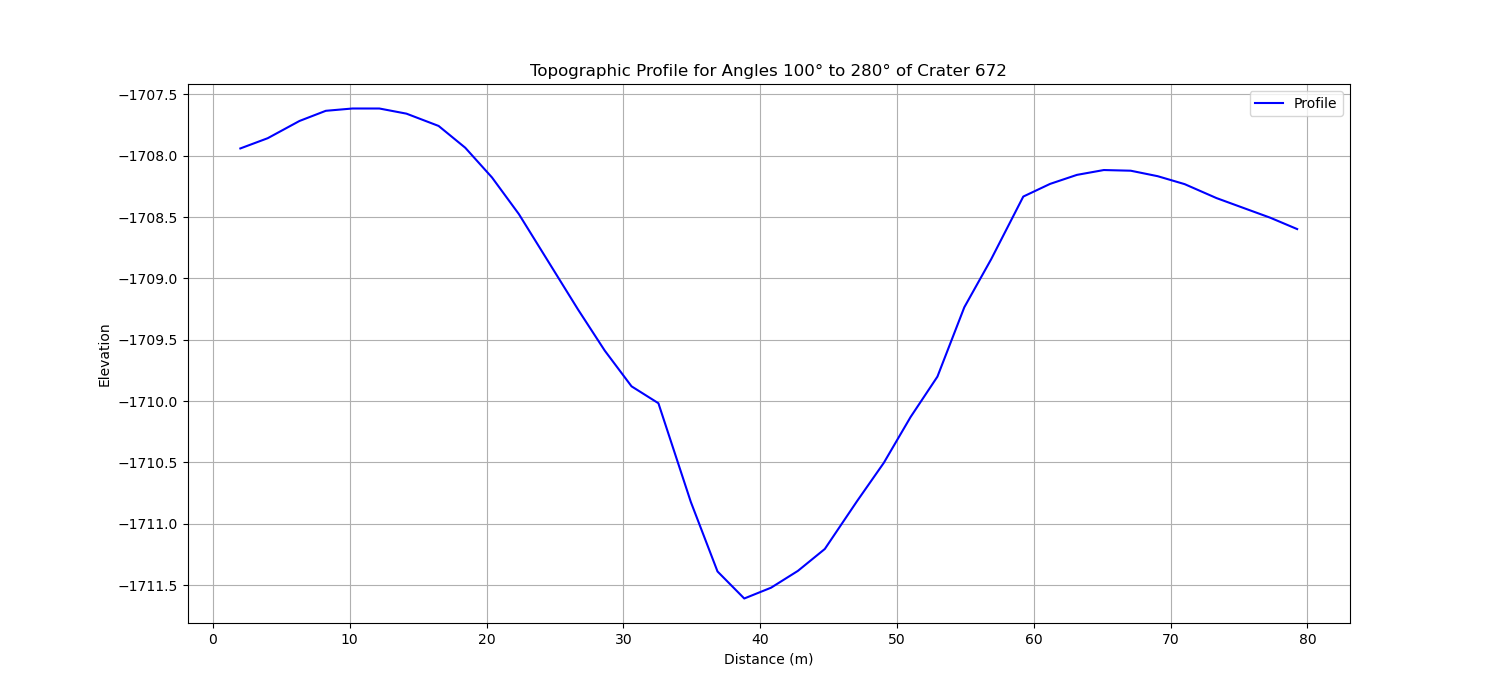 Topographic Profile for Angles 100° to 280° of Crater 672
Profile
−1707.5
−1708.0
−1708.5
−1709.0
−1709.5
−1710.0
−1710.5
−1711.0
−1711.5
Elevation
0 10 20 30 40 50 60 70 80
Distance (m)